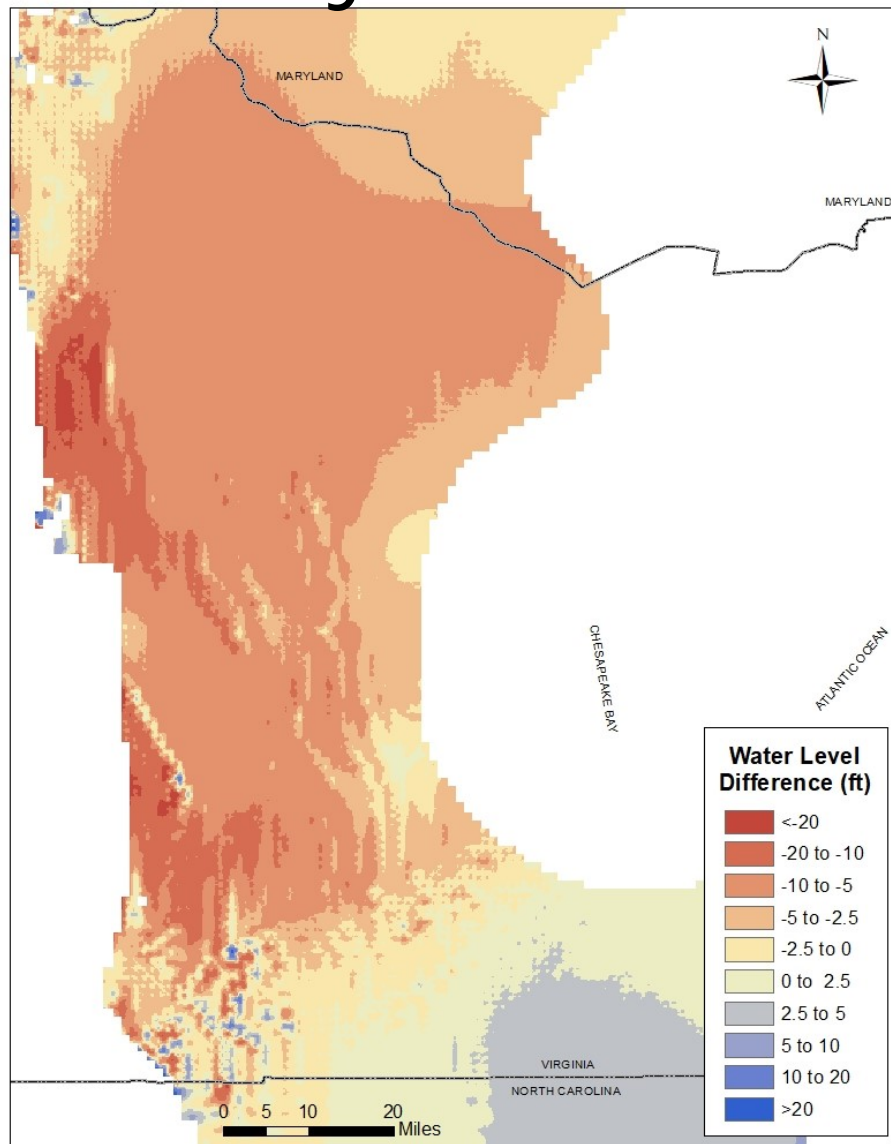 N
MARYLAND
MARYLAND
CHESAPEAKE BAY
ATLANTIC OCEAN
Water Level
Difference (ft)
<-20
-20 to -10
-10 to -5
-5 to -2.5
-2.5 to 0
0 to 2.5
2.5 to 5
5 to 10
10 to 20
>20
VIRGINIA
NORTH CAROLINA
0 5 10 20
Miles